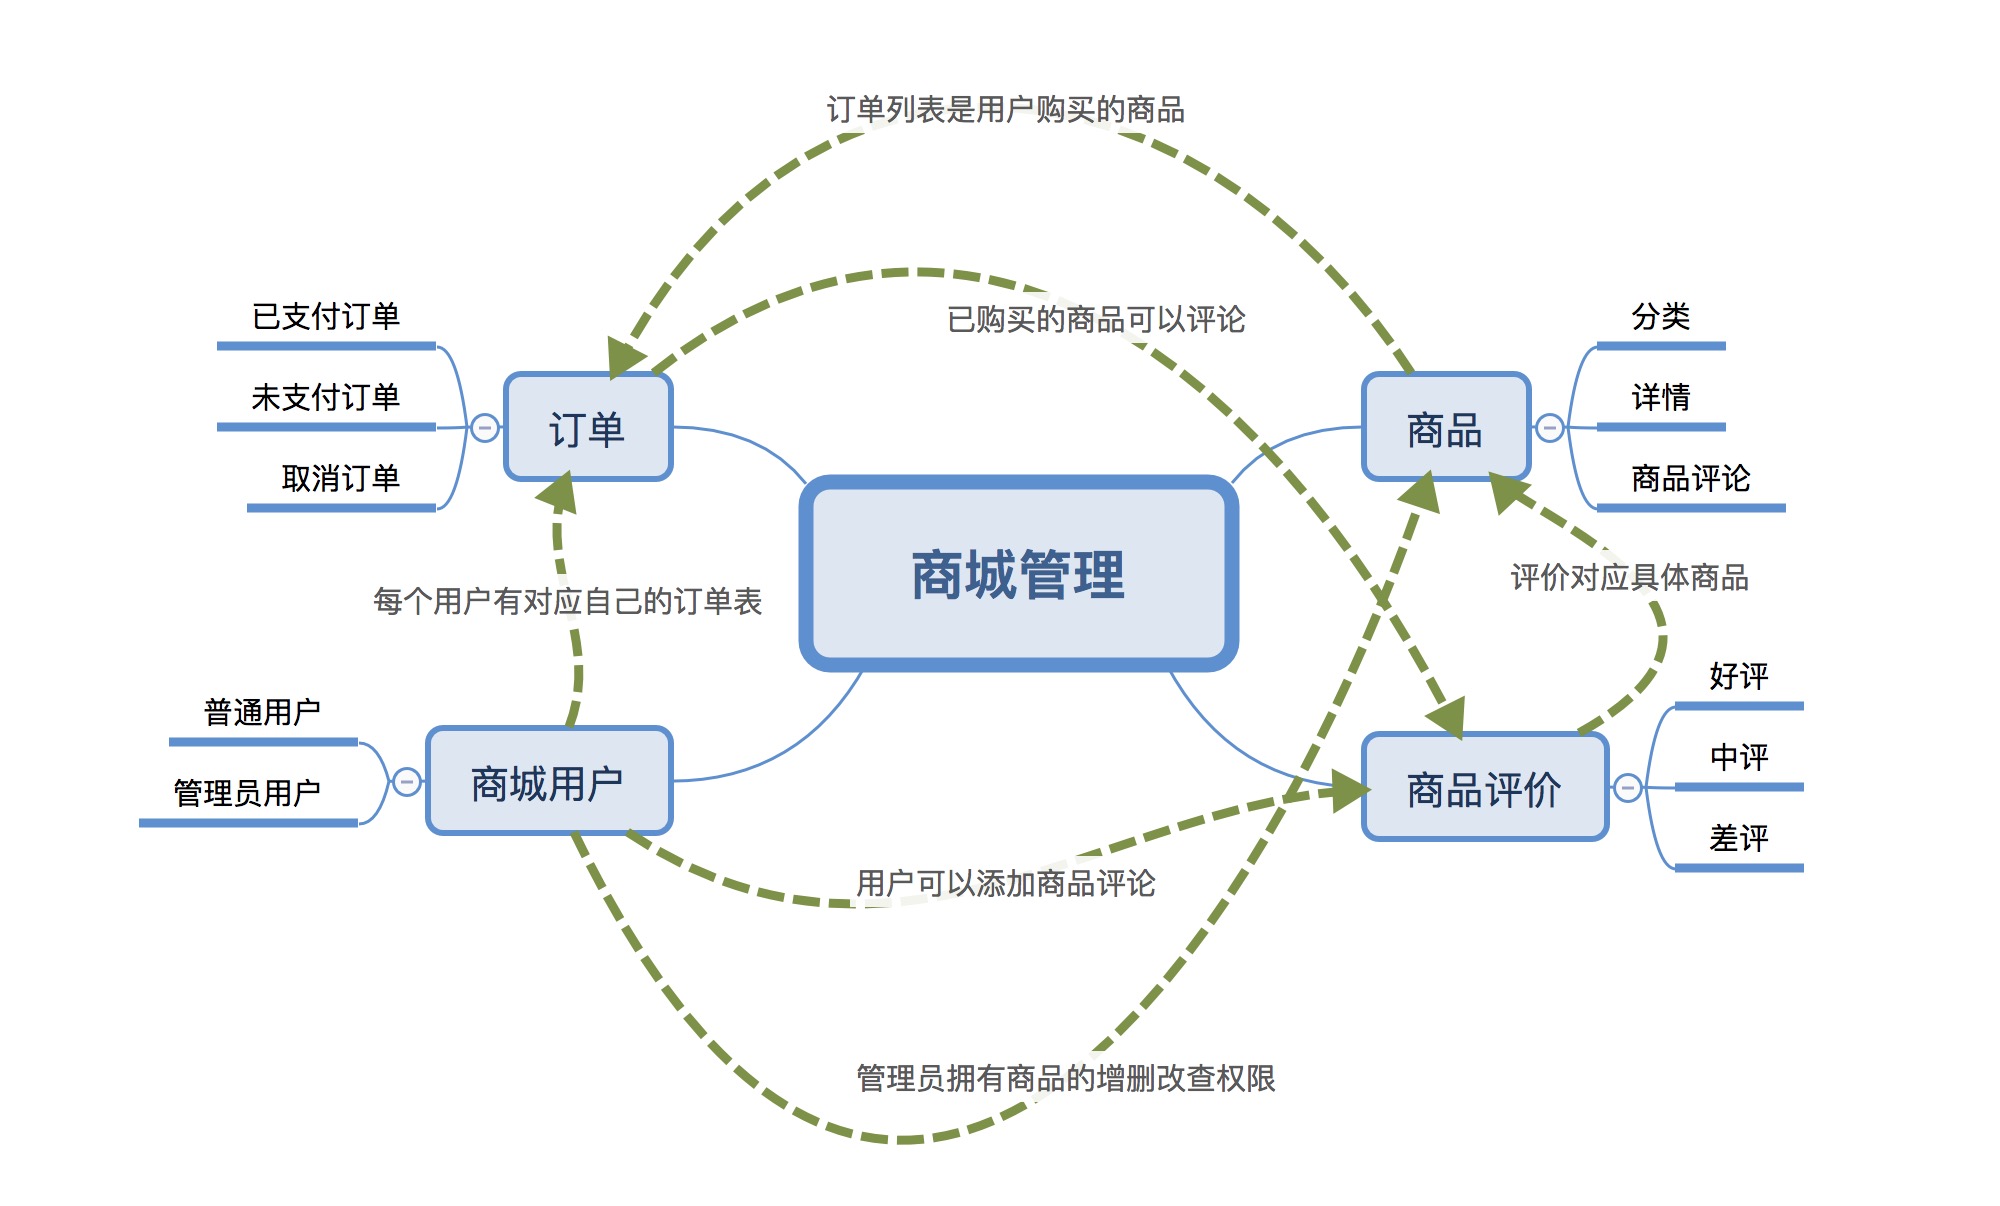 订单列表是用户购买的商品
已购买的商品可以评论
已支付订单
未支付订单
取消订单
订单
商品
分类
详情
商品评论
商城管理
每个用户有对应自己的订单表
评价对应具体商品
普通用户
管理员用户
商城用户
商品评价
好评
中评
差评
用户可以添加商品评论
管理员拥有商品的增删改查权限